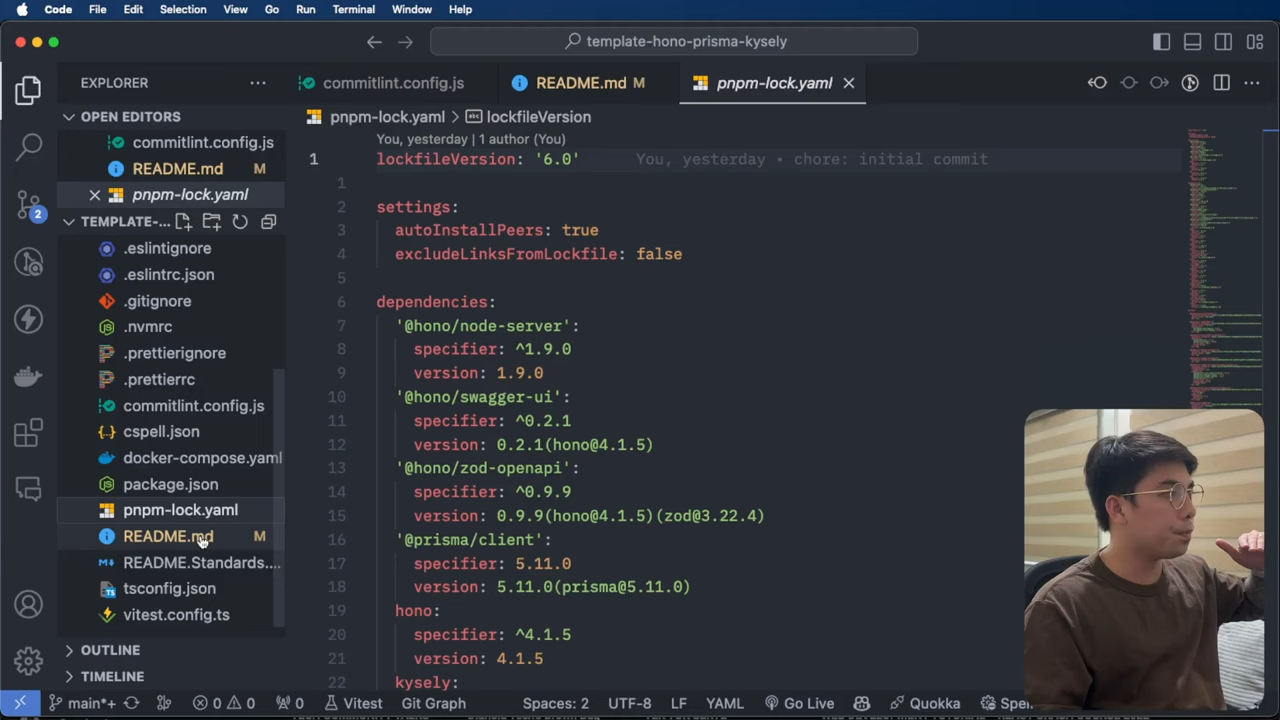 Code File Edit Selection View Go Run Terminal Window Help
template-hono-prisma-kysely
EXPLORER
commitlint.config.js
README.md M
pnpm-lock.yaml
OPEN EDITORS
commitlint.config.js
README.md M
pnpm-lock.yaml
TEMPLATE-...
.eslintignore
.eslintrc.json
.gitignore
.nvmrc
.prettierignore
.prettierrc
commitlint.config.js
cspell.json
docker-compose.yaml
package.json
pnpm-lock.yaml
README.md M
README.Standards....
tsconfig.json
vitest.config.ts
OUTLINE
TIMELINE
2
pnpm-lock.yaml > abc lockfileVersion
You, yesterday | 1 author (You)
1 lockfileVersion: '6.0' You, yesterday • chore: initial commit
1
2 settings:
3 autoInstallPeers: true
4 excludeLinksFromLockfile: false
5
6 dependencies:
7 '@hono/node-server':
8 specifier: ^1.9.0
9 version: 1.9.0
10 '@hono/swagger-ui':
11 specifier: ^0.2.1
12 version: 0.2.1(hono@4.1.5)
13 '@hono/zod-openapi':
14 specifier: ^0.9.9
15 version: 0.9.9(hono@4.1.5)(zod@3.22.4)
16 '@prisma/client':
17 specifier: 5.11.0
18 version: 5.11.0(prisma@5.11.0)
19 hono:
20 specifier: ^4.1.5
21 version: 4.1.5
22 kysely:
main*+ 0 0 0 Vitest Git Graph Spaces: 2 UTF-8 LF YAML Go Live Quokka Spell